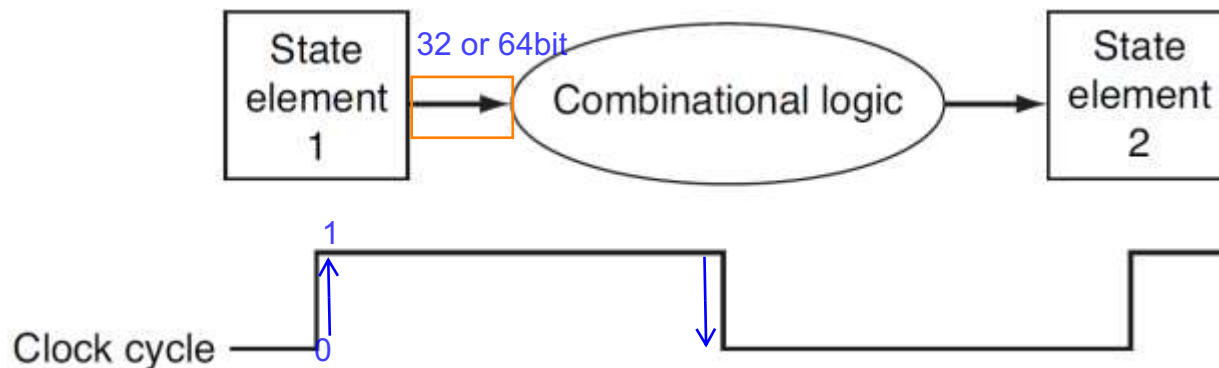 State
element
1
32 or 64bit
Combinational logic
State
element
2
1
0
Clock cycle